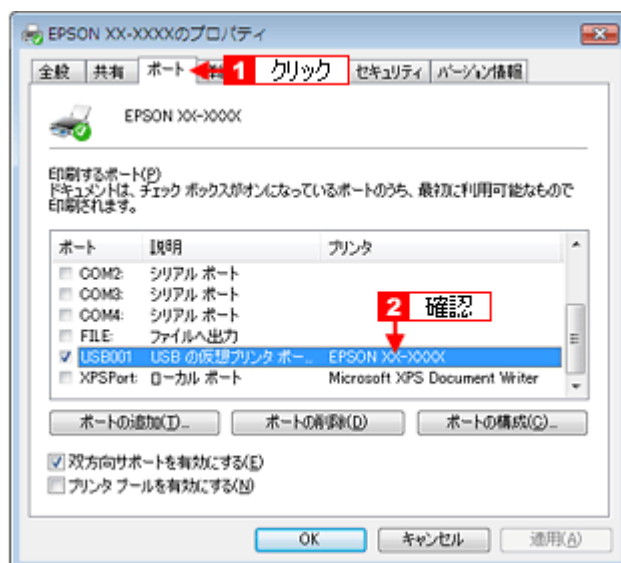 EPSON XX-XXXXのプロパティ
全般 共有 ポート 1 クリック セキュリティ バージョン情報
EPSON XX-XXXX
印刷するポート(P)
ドキュメントは、チェック ボックスがオンになっているポートのうち、最初に利用可能なもので
印刷されます。
ポート 説明 プリンタ
COM2: シリアル ポート
COM3: シリアル ポート
COM4: シリアル ポート
2 確認
FILE: ファイルへ出力
USB001 USB の仮想プリンタ ポー... EPSON XX-XXXX
XPSPort: ローカル ポート Microsoft XPS Document Writer
ポートの追加(T)... ポートの削除(D) ポートの構成(C)...
双方向サポートを有効にする(E)
プリンタ プールを有効にする(N)
OK キャンセル 適用(A)